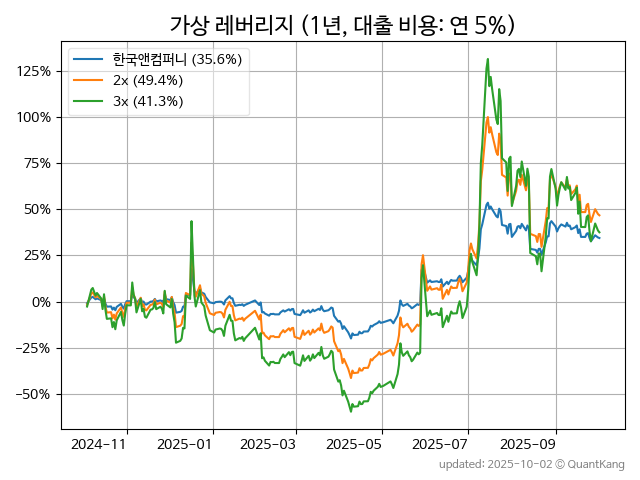 가상 레버리지 (1년, 대출 비용: 연 5%)
한국앤컴퍼니 (35.6%)
2x (49.4%)
3x (41.3%)
125%
100%
75%
50%
25%
0%
−25%
−50%
2024-11
2025-01
2025-03
2025-05
2025-07
2025-09
updated: 2025-10-02 © QuantKang